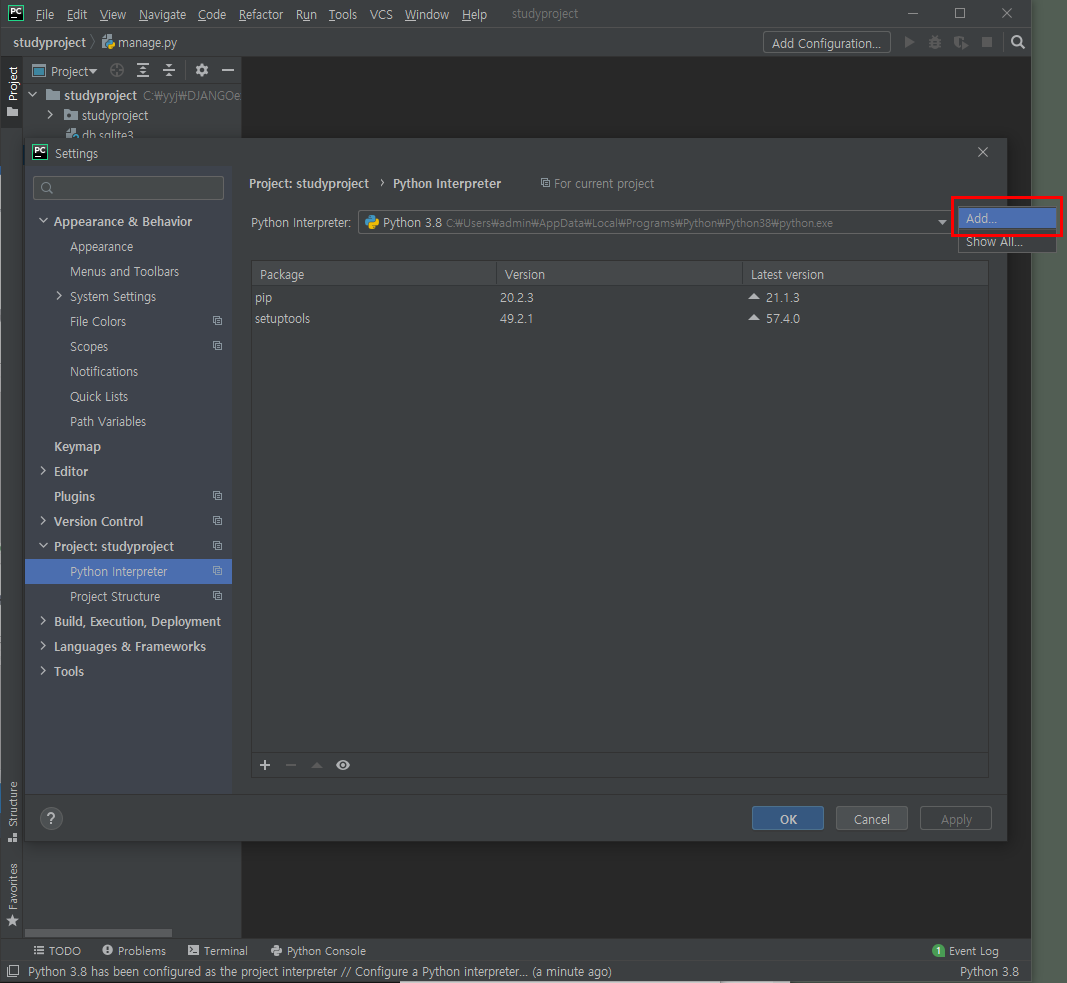 PC File Edit View Navigate Code Refactor Run Tools VCS Window Help studyproject
studyproject manage.py Add Configuration...
Project Project
studyproject C:₩yyj₩DJANGOe
studyproject
db.sqlite3
PC Settings
Project: studyproject › Python Interpreter For current project
Python Interpreter: Python 3.8 C:₩Users₩admin₩AppData₩Local₩Programs₩Python₩Python38₩python.exe
Add...
Show All...
Appearance & Behavior
Appearance
Menus and Toolbars
System Settings
File Colors
Scopes
Notifications
Quick Lists
Path Variables
Keymap
Editor
Plugins
Version Control
Project: studyproject
Python Interpreter
Project Structure
Build, Execution, Deployment
Languages & Frameworks
Tools
Package Version Latest version
pip 20.2.3 21.1.3
setuptools 49.2.1 57.4.0
? OK Cancel Apply
Structure
Favorites
TODO Problems Terminal Python Console 1 Event Log
Python 3.8 has been configured as the project interpreter // Configure a Python interpreter... (a minute ago) Python 3.8